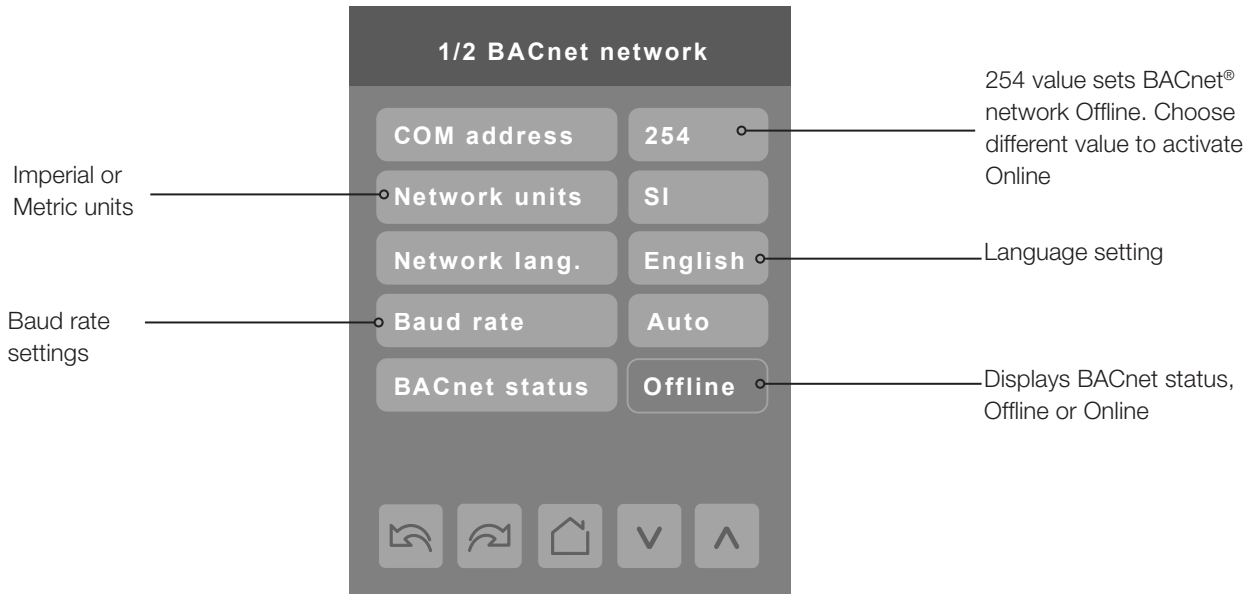 1/2 BACnet network
COM address 254
Network units SI
Network lang. English
Baud rate Auto
BACnet status Offline
Imperial or
Metric units
Baud rate
settings
254 value sets BACnet®
network Offline. Choose
different value to activate
Online
Language setting
Displays BACnet status,
Offline or Online